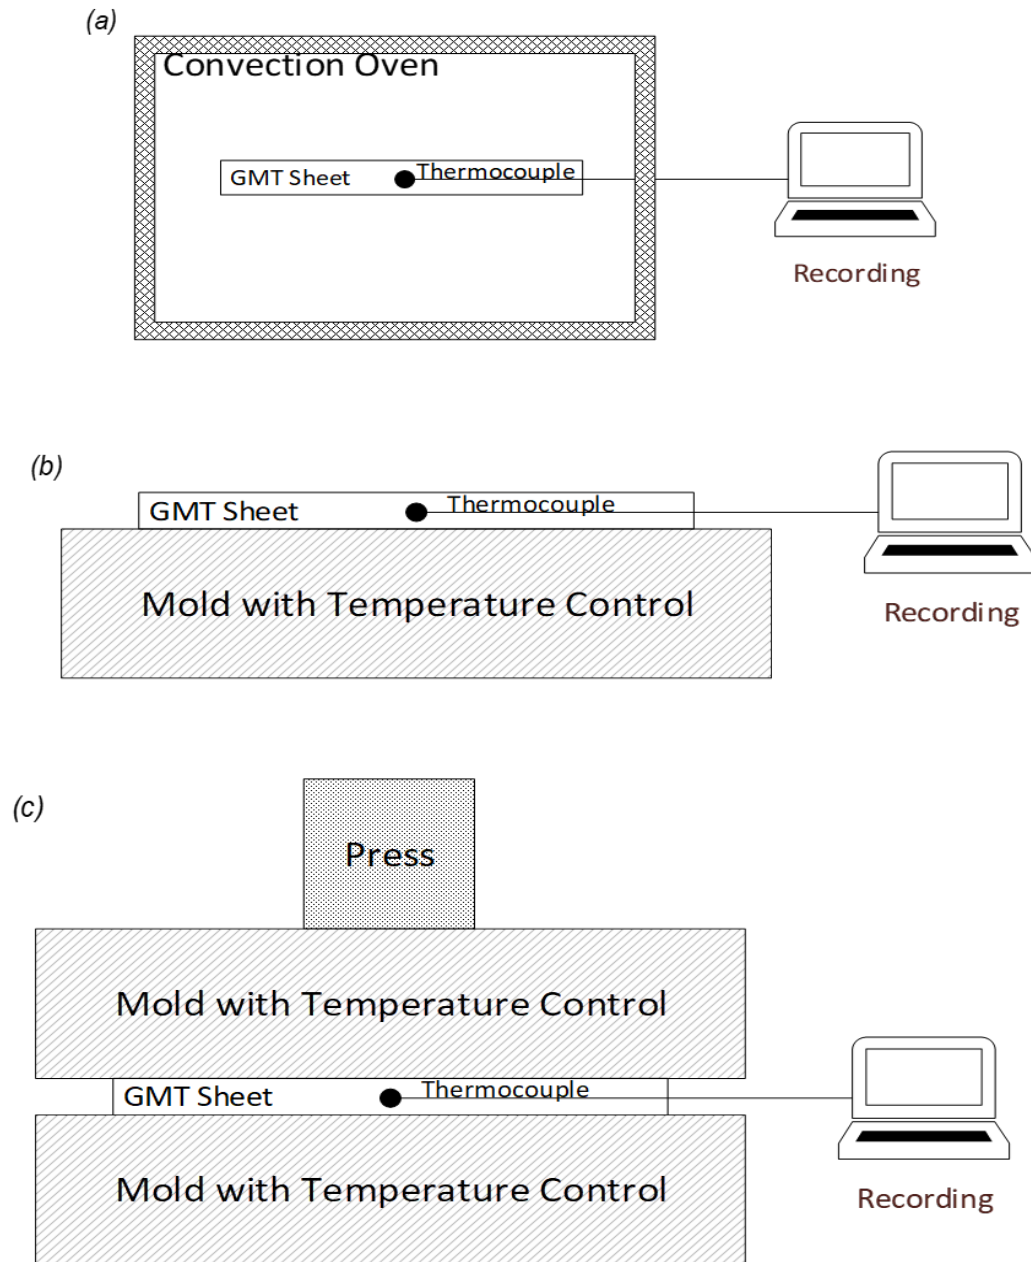 (a)
Convection Oven
GMT Sheet
Thermocouple
Recording
(b)
GMT Sheet
Thermocouple
Mold with Temperature Control
Recording
(c)
Press
Mold with Temperature Control
GMT Sheet
Thermocouple
Mold with Temperature Control
Recording